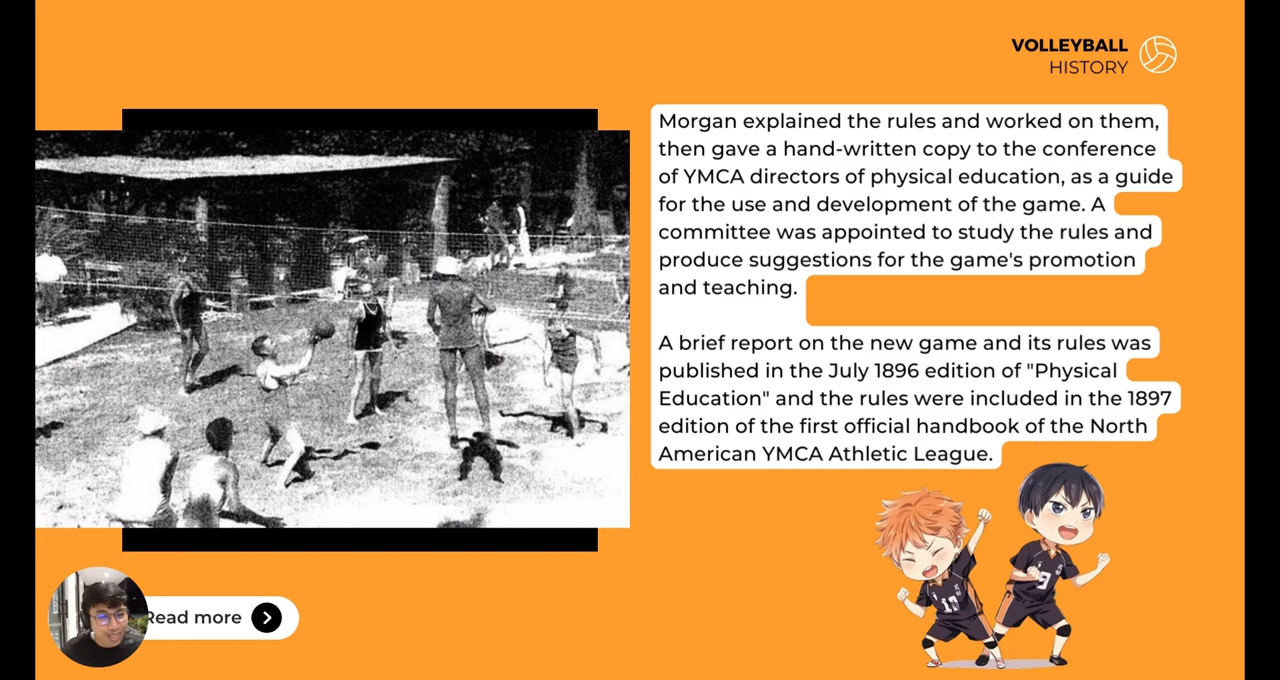 VOLLEYBALL
HISTORY
Morgan explained the rules and worked on them,
then gave a hand-written copy to the conference
of YMCA directors of physical education, as a guide
for the use and development of the game. A
committee was appointed to study the rules and
produce suggestions for the game's promotion
and teaching.
A brief report on the new game and its rules was
published in the July 1896 edition of "Physical
Education" and the rules were included in the 1897
edition of the first official handbook of the North
American YMCA Athletic League.
Read more
9